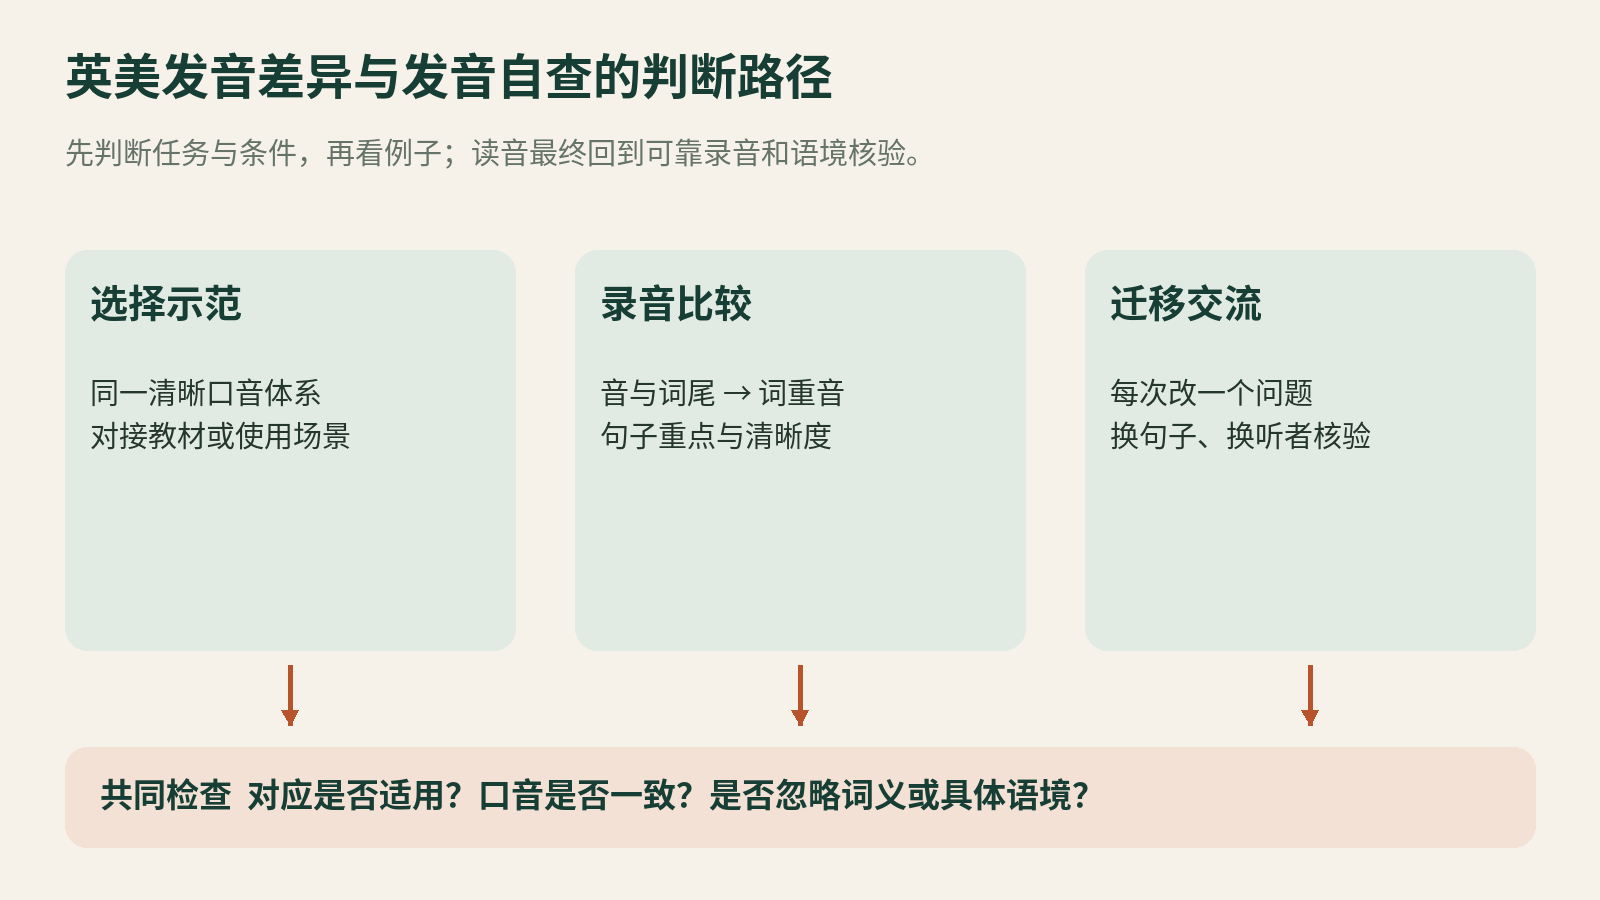 英美发音差异与发音自查的判断路径
先判断任务与条件，再看例子；读音最终回到可靠录音和语境核验。
选择示范
同一清晰口音体系
对接教材或使用场景
录音比较
音与词尾 → 词重音
句子重点与清晰度
迁移交流
每次改一个问题
换句子、换听者核验
共同检查 对应是否适用？口音是否一致？是否忽略词义或具体语境？